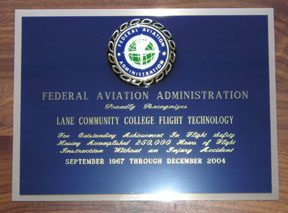 FEDERAL AVIATION
ADMINISTRATION
FEDERAL AVIATION ADMINISTRATION
Proudly Recognizes
LANE COMMUNITY COLLEGE FLIGHT TECHNOLOGY
For Outstanding Achievement In Flight Safety
Having Accomplished 250,000 Hours of Flight
Instruction Without an Injury Accident
SEPTEMBER 1967 THROUGH DECEMBER 2004